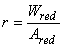 r = W_red / A_red